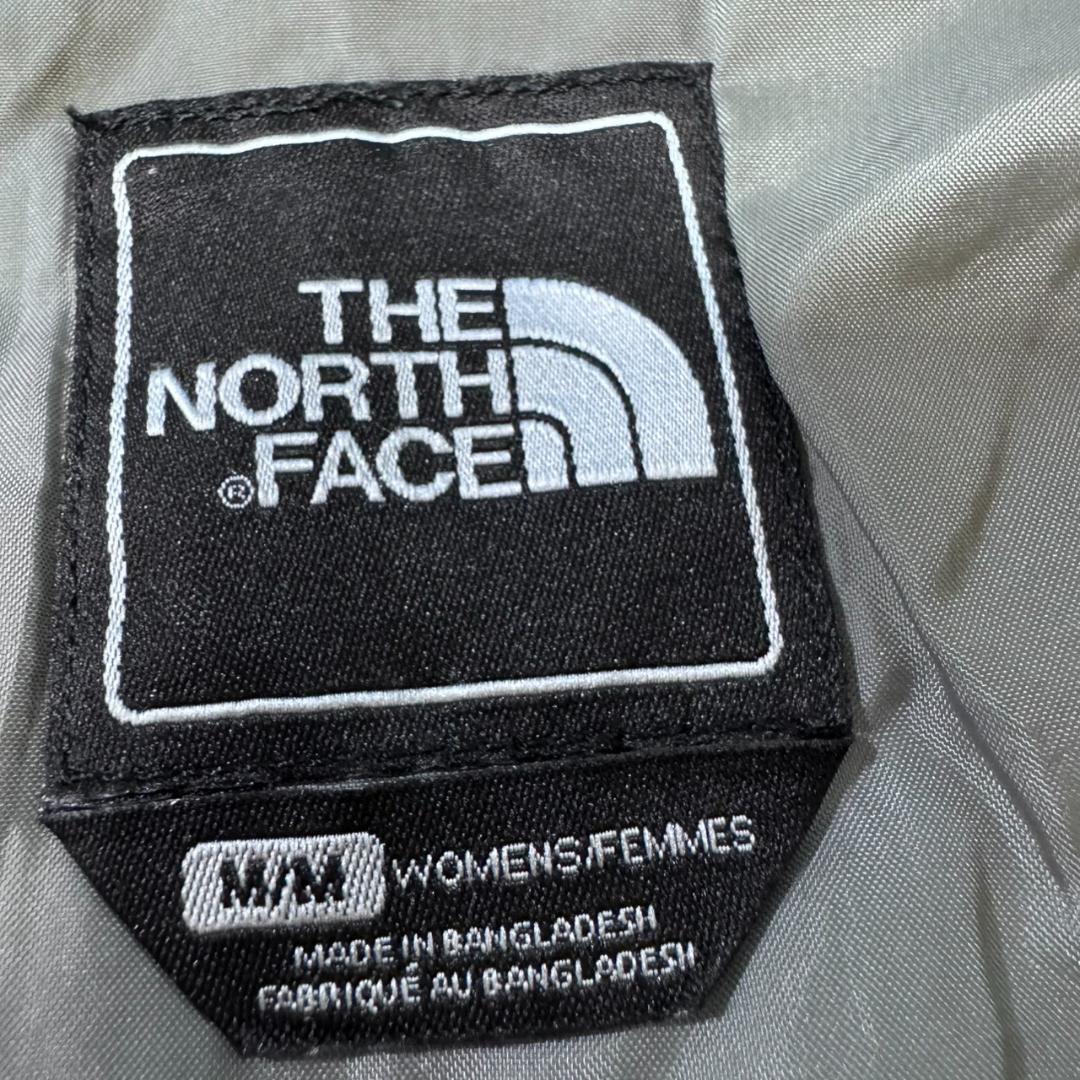 THE
NORTH
®FACE
M/M WOMENS/FEMMES
MADE IN BANGLADESH
FABRIQUÉ AU BANGLADESH